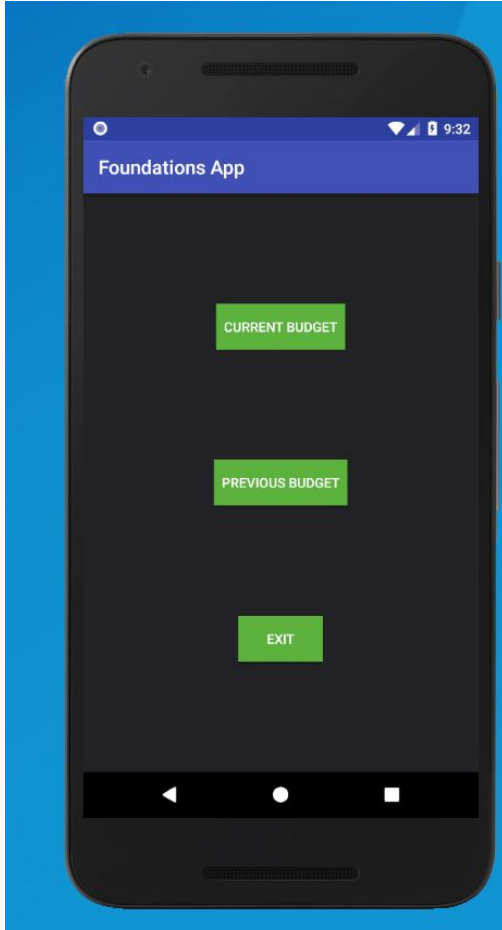 9:32
Foundations App
CURRENT BUDGET
PREVIOUS BUDGET
EXIT